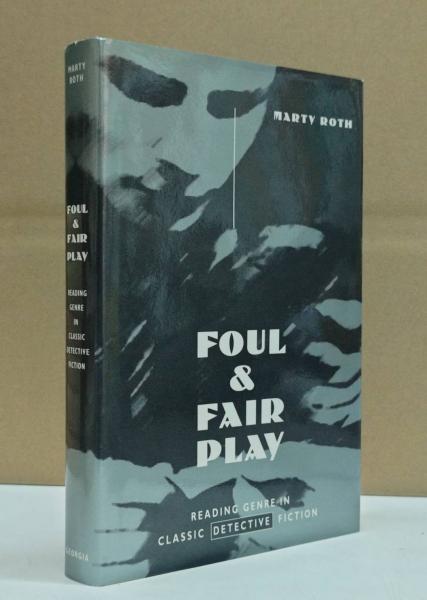 MARTY
ROTH
FOUL
&
FAIR
PLAY
READING
GENRE
IN
CLASSIC
DETECTIVE
FICTION
GEORGIA
MARTY ROTH
FOUL
&
FAIR
PLAY
READING GENRE IN
CLASSIC DETECTIVE FICTION